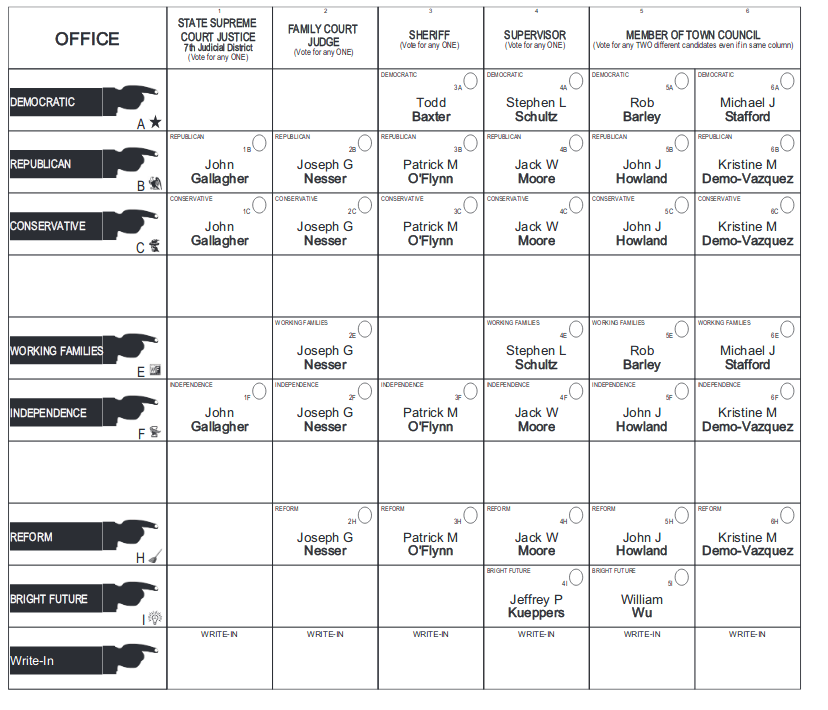 1 2 3 4 5 6
OFFICE
STATE SUPREME
COURT JUSTICE
7th Judicial District
(Vote for any ONE)
FAMILY COURT
JUDGE
(Vote for any ONE)
SHERIFF
(Vote for any ONE)
SUPERVISOR
(Vote for any ONE)
MEMBER OF TOWN COUNCIL
(Vote for any TWO different candidates even if in same column)
DEMOCRATIC
A
DEMOCRATIC
3A
Todd
Baxter
DEMOCRATIC
4A
Stephen L
Schultz
DEMOCRATIC
5A
Rob
Barley
DEMOCRATIC
6A
Michael J
Stafford
REPUBLICAN
B
REPUBLICAN
1B
John
Gallagher
REPUBLICAN
2B
Joseph G
Nesser
REPUBLICAN
3B
Patrick M
O'Flynn
REPUBLICAN
4B
Jack W
Moore
REPUBLICAN
5B
John J
Howland
REPUBLICAN
6B
Kristine M
Demo-Vazquez
CONSERVATIVE
C
CONSERVATIVE
1C
John
Gallagher
CONSERVATIVE
2C
Joseph G
Nesser
CONSERVATIVE
3C
Patrick M
O'Flynn
CONSERVATIVE
4C
Jack W
Moore
CONSERVATIVE
5C
John J
Howland
CONSERVATIVE
6C
Kristine M
Demo-Vazquez
WORKING FAMILIES
E
WORKING FAMILIES
2E
Joseph G
Nesser
WORKING FAMILIES
4E
Stephen L
Schultz
WORKING FAMILIES
5E
Rob
Barley
WORKING FAMILIES
6E
Michael J
Stafford
INDEPENDENCE
F
INDEPENDENCE
1F
John
Gallagher
INDEPENDENCE
2F
Joseph G
Nesser
INDEPENDENCE
3F
Patrick M
O'Flynn
INDEPENDENCE
4F
Jack W
Moore
INDEPENDENCE
5F
John J
Howland
INDEPENDENCE
6F
Kristine M
Demo-Vazquez
REFORM
H
REFORM
2H
Joseph G
Nesser
REFORM
3H
Patrick M
O'Flynn
REFORM
4H
Jack W
Moore
REFORM
5H
John J
Howland
REFORM
6H
Kristine M
Demo-Vazquez
BRIGHT FUTURE
I
BRIGHT FUTURE
4I
Jeffrey P
Kueppers
BRIGHT FUTURE
5I
William
Wu
Write-In
WRITE-IN
WRITE-IN
WRITE-IN
WRITE-IN
WRITE-IN
WRITE-IN